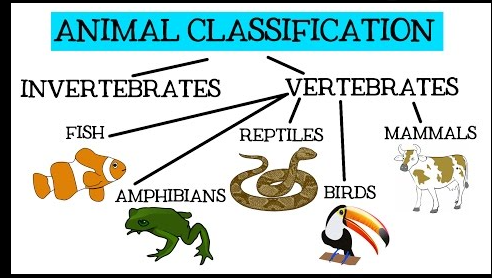 ANIMAL CLASSIFICATION
INVERTEBRATES
VERTEBRATES
FISH
REPTILES
MAMMALS
AMPHIBIANS
BIRDS